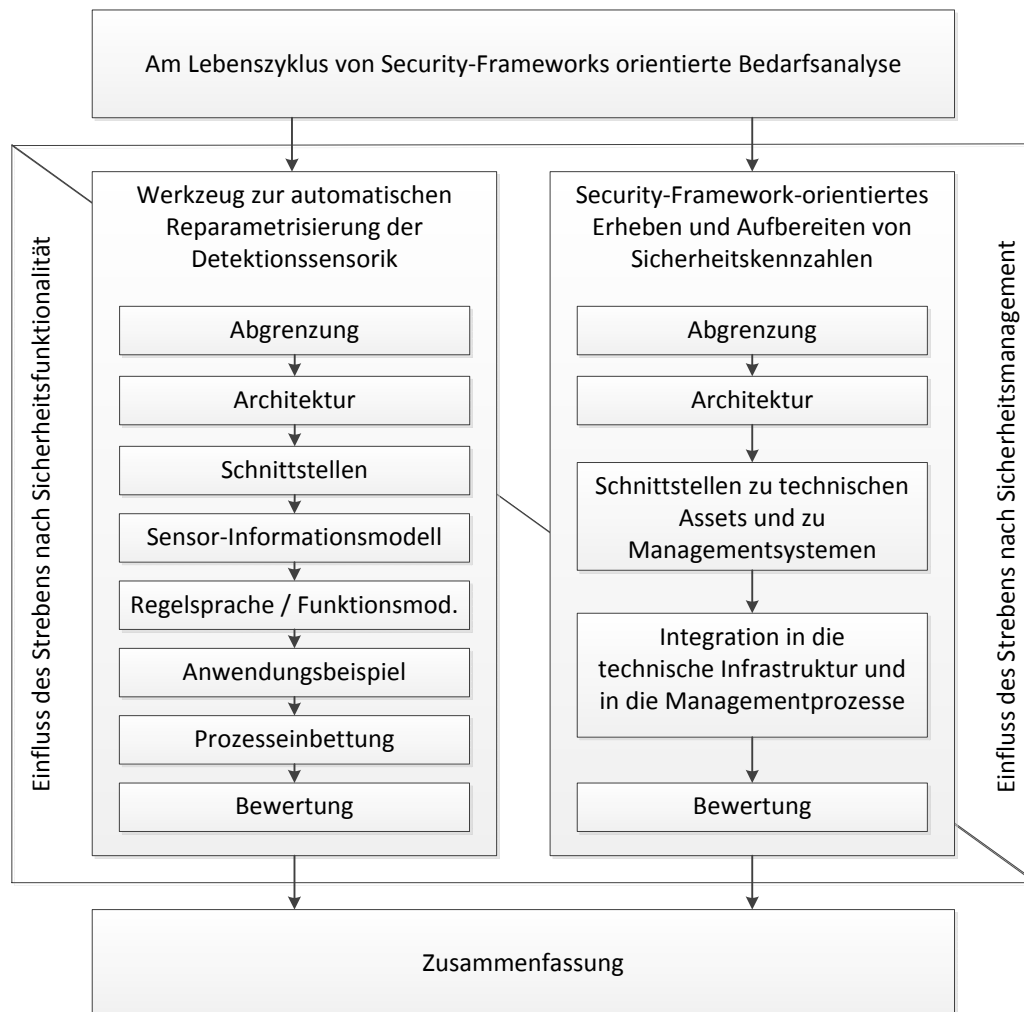 Am Lebenszyklus von Security-Frameworks orientierte Bedarfsanalyse
Einfluss des Strebens nach Sicherheitsfunktionalität
Werkzeug zur automatischen
Reparametrisierung der
Detektionssensorik
Abgrenzung
Architektur
Schnittstellen
Sensor-Informationsmodell
Regelsprache / Funktionsmod.
Anwendungsbeispiel
Prozesseinbettung
Bewertung
Security-Framework-orientiertes
Erheben und Aufbereiten von
Sicherheitskennzahlen
Abgrenzung
Architektur
Schnittstellen zu technischen
Assets und zu
Managementsystemen
Integration in die
technische Infrastruktur und
in die Managementprozesse
Bewertung
Einfluss des Strebens nach Sicherheitsmanagement
Zusammenfassung